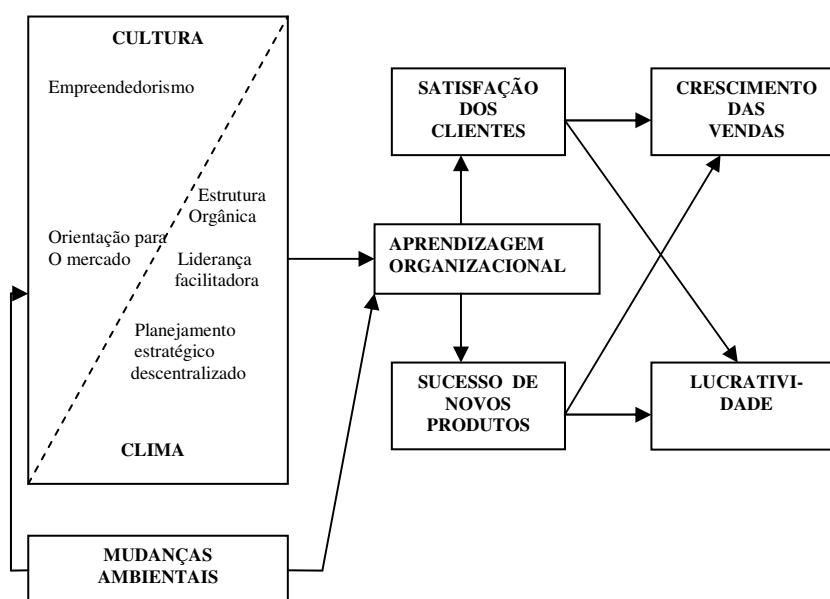 CULTURA
Empreendedorismo
Estrutura
Orgânica
Orientação para
O mercado
Liderança
facilitadora
Planejamento
estratégico
descentralizado
CLIMA
MUDANÇAS
AMBIENTAIS
APRENDIZAGEM
ORGANIZACIONAL
SATISFAÇÃO
DOS
CLIENTES
SUCESSO DE
NOVOS
PRODUTOS
CRESCIMENTO
DAS
VENDAS
LUCRATIVI-
DADE